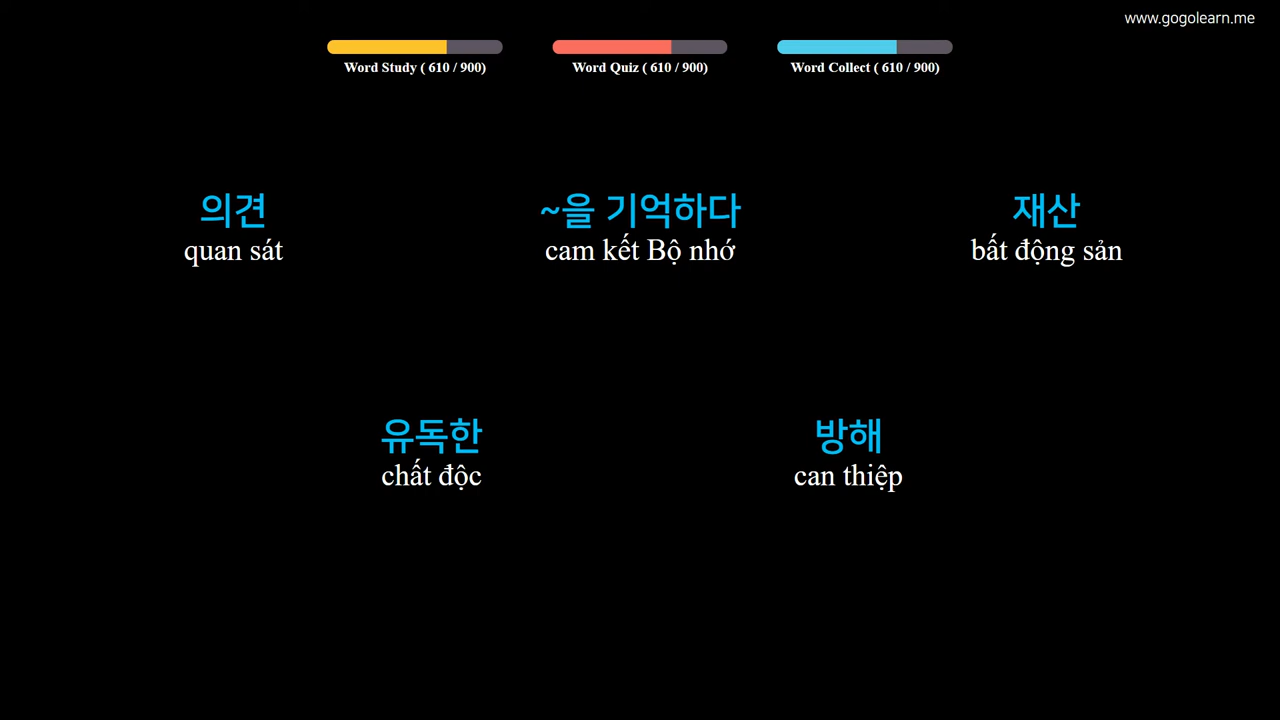 www.gogolearn.me
Word Study ( 610 / 900)
Word Quiz ( 610 / 900)
Word Collect ( 610 / 900)
의견
quan sát
~을 기억하다
cam kết Bộ nhớ
재산
bất động sản
유독한
chất độc
방해
can thiệp